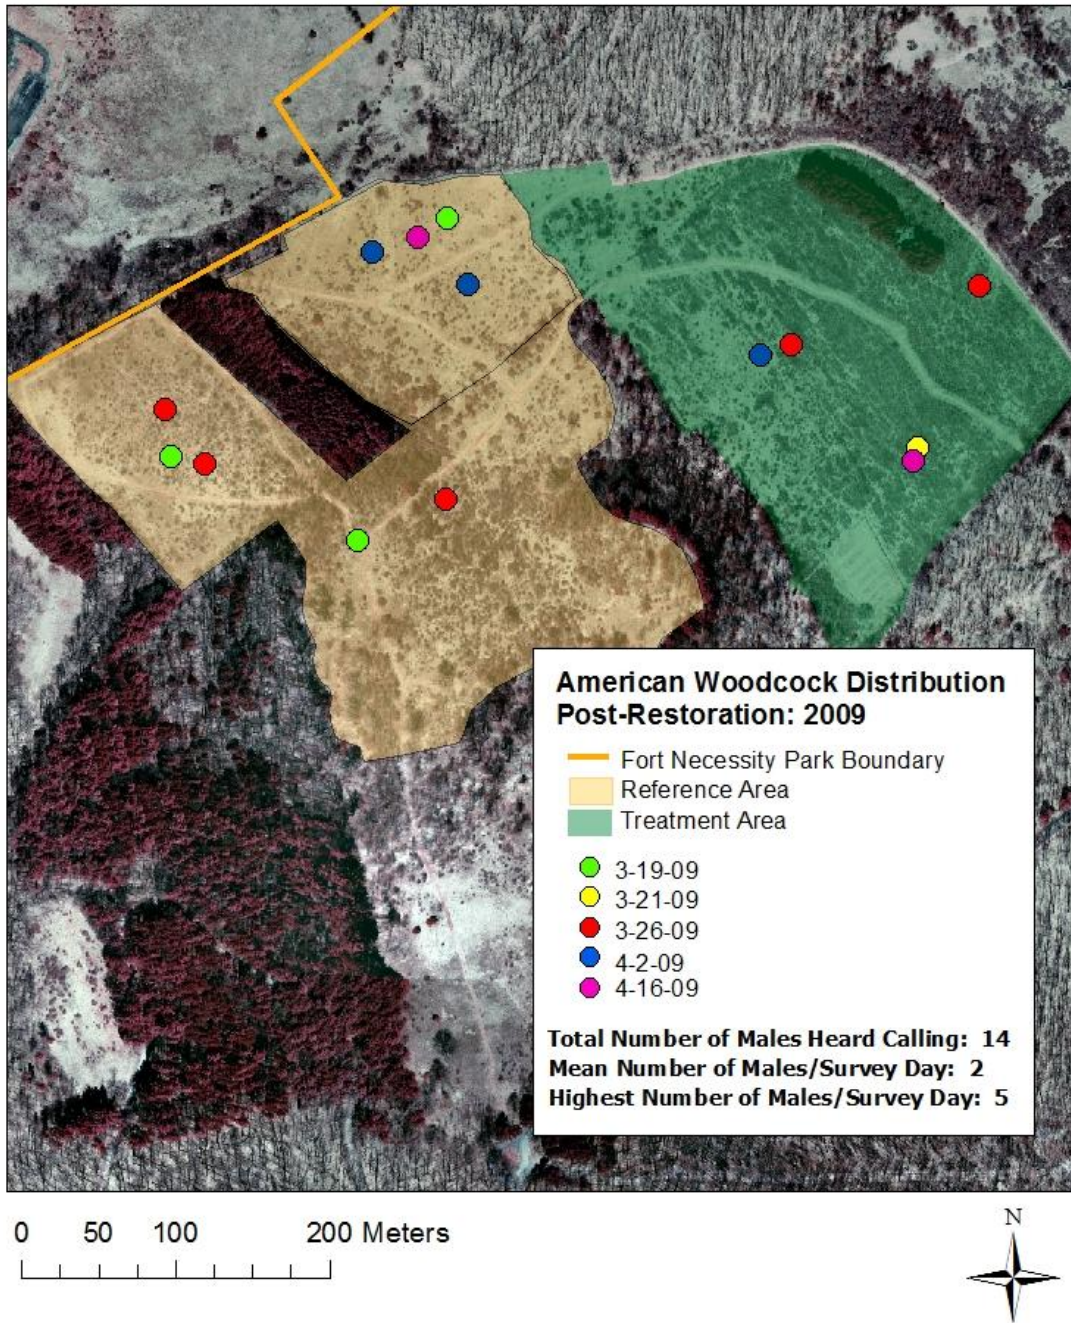 American Woodcock Distribution
Post-Restoration: 2009
Fort Necessity Park Boundary
Reference Area
Treatment Area
3-19-09
3-21-09
3-26-09
4-2-09
4-16-09
Total Number of Males Heard Calling: 14
Mean Number of Males/Survey Day: 2
Highest Number of Males/Survey Day: 5
0 50 100 200 Meters
N